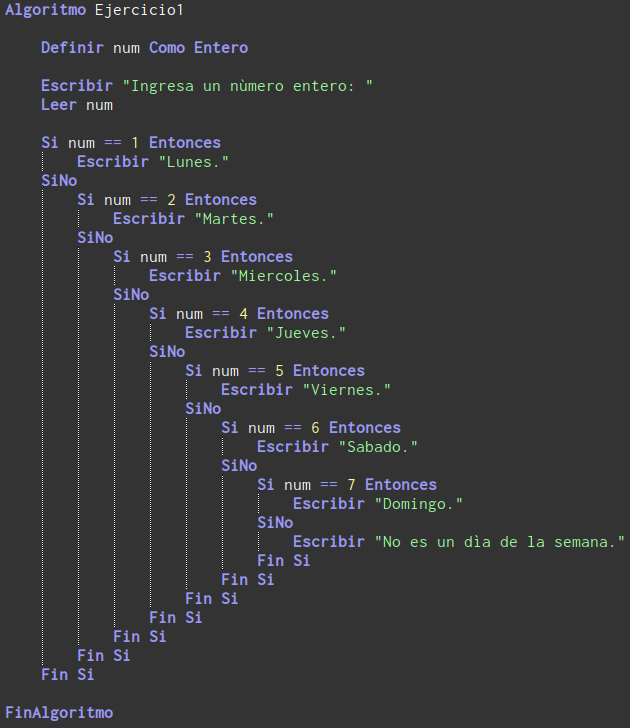 Algoritmo Ejercicio1
Definir num Como Entero
Escribir "Ingresa un nùmero entero: "
Leer num
Si num == 1 Entonces
Escribir "Lunes."
SiNo
Si num == 2 Entonces
Escribir "Martes."
SiNo
Si num == 3 Entonces
Escribir "Miercoles."
SiNo
Si num == 4 Entonces
Escribir "Jueves."
SiNo
Si num == 5 Entonces
Escribir "Viernes."
SiNo
Si num == 6 Entonces
Escribir "Sabado."
SiNo
Si num == 7 Entonces
Escribir "Domingo."
SiNo
Escribir "No es un dìa de la semana."
Fin Si
Fin Si
Fin Si
Fin Si
Fin Si
Fin Si
Fin Si
FinAlgoritmo